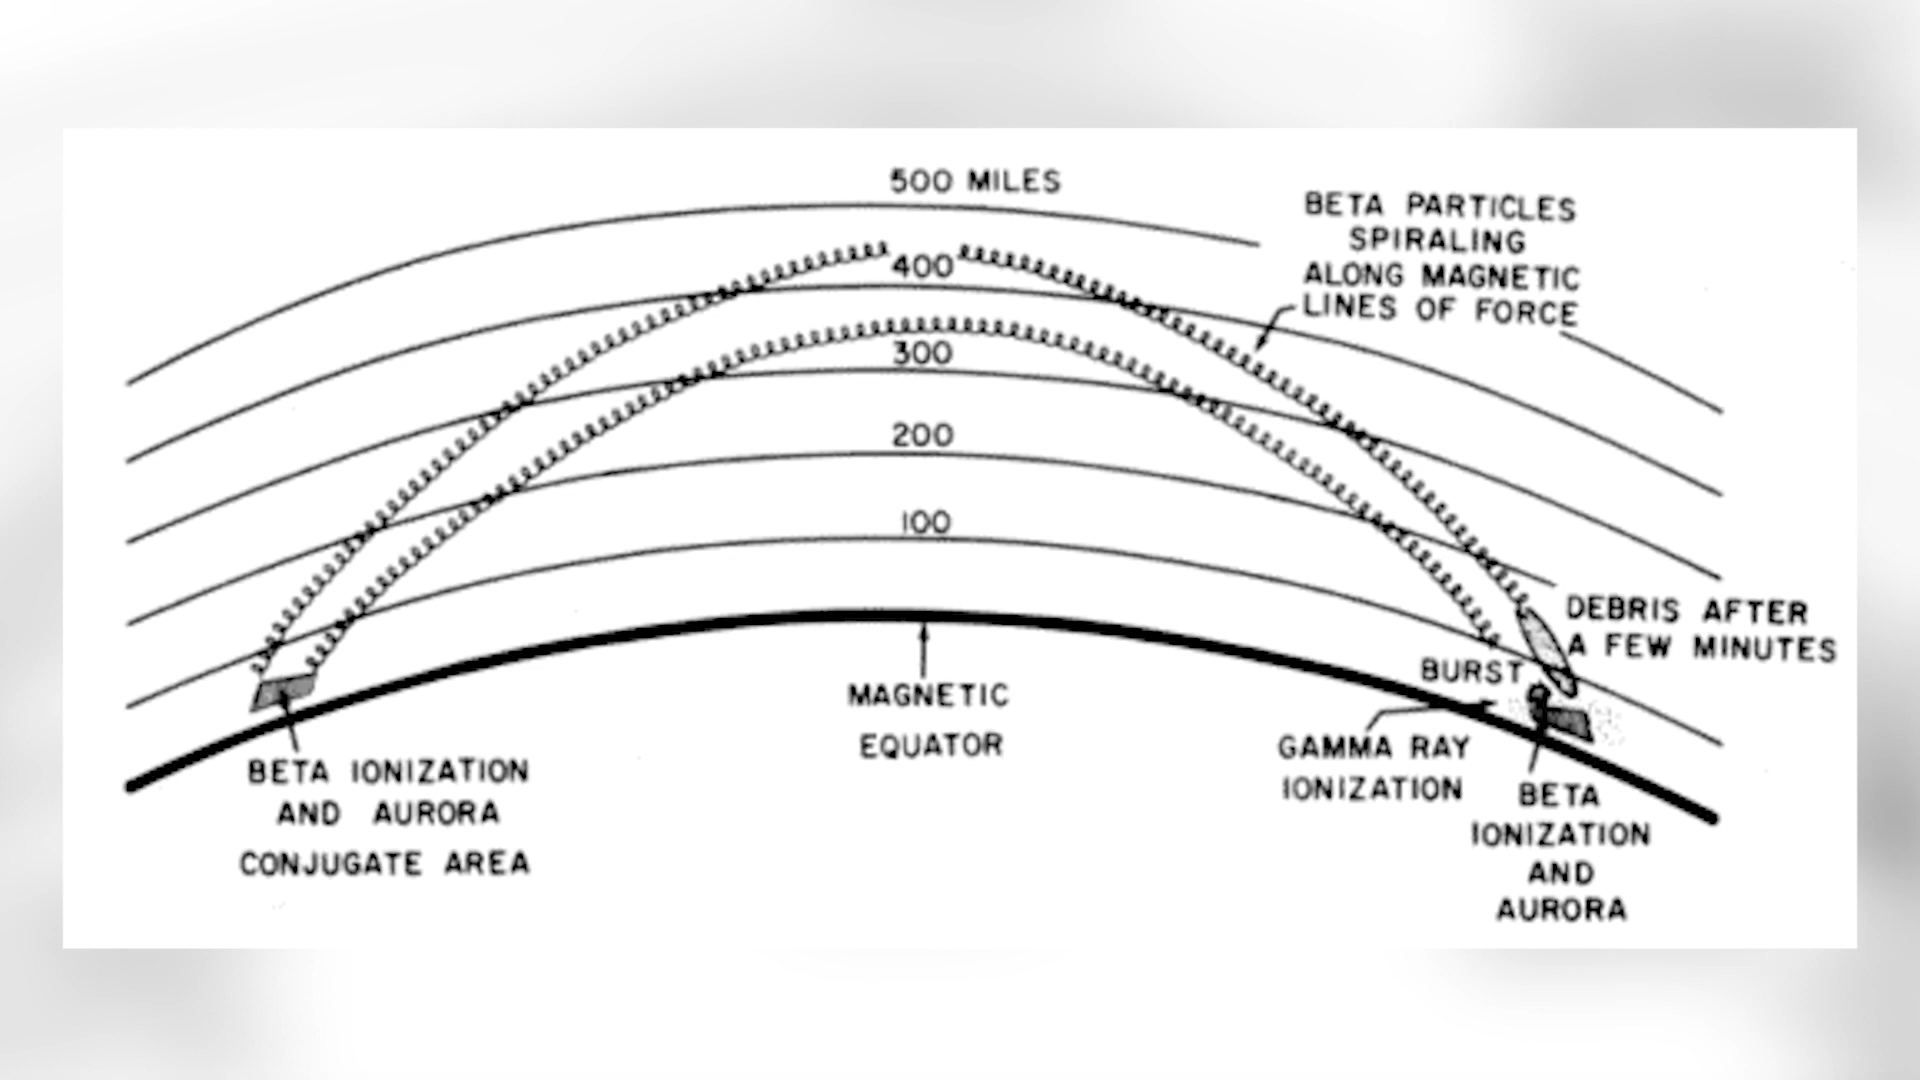 500 MILES
BETA PARTICLES
SPIRALING
ALONG MAGNETIC
LINES OF FORCE
400
300
200
100
DEBRIS AFTER
A FEW MINUTES
BURST
MAGNETIC
EQUATOR
GAMMA RAY
IONIZATION
BETA IONIZATION
AND AURORA
CONJUGATE AREA
BETA
IONIZATION
AND
AURORA